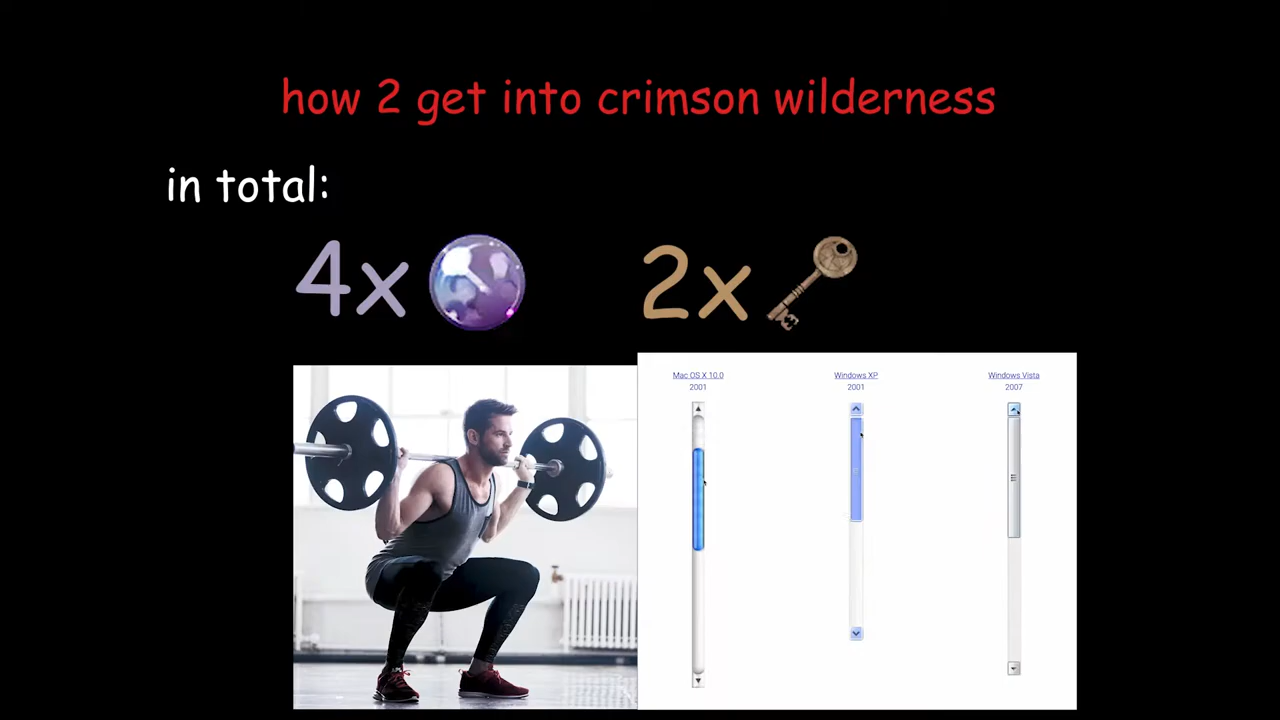 how 2 get into crimson wilderness
in total:
4x 2x
Mac OS X 10.0 Windows XP Windows Vista
2001 2001 2007